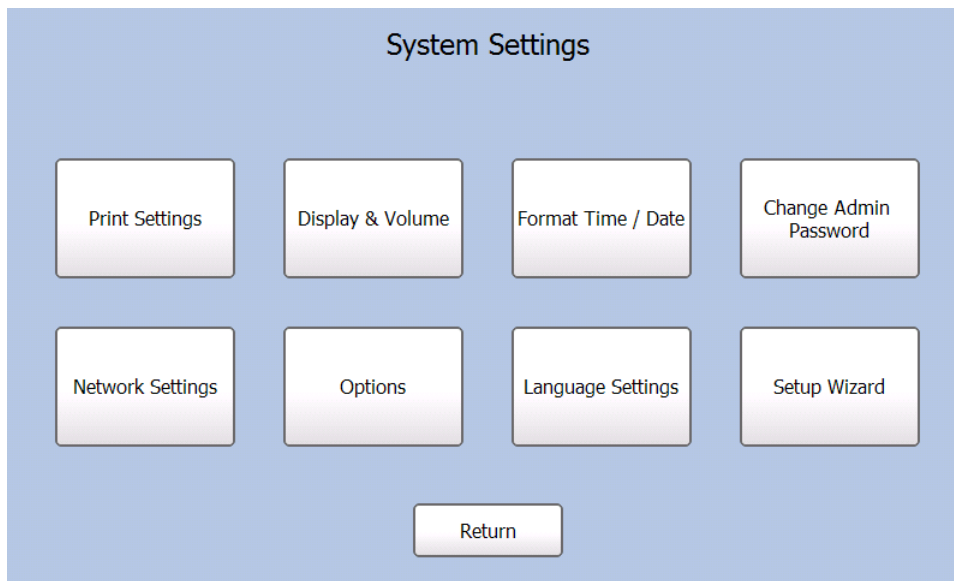 System Settings
Print Settings
Display & Volume
Format Time / Date
Change Admin
Password
Network Settings
Options
Language Settings
Setup Wizard
Return